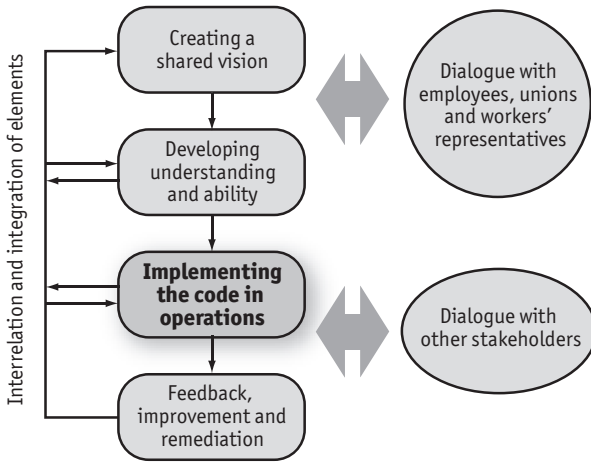 Interrelation and integration of elements
Creating a
shared vision
Dialogue with
employees, unions
and workers’
representatives
Developing
understanding
and ability
Implementing
the code in
operations
Dialogue with
other stakeholders
Feedback,
improvement and
remediation